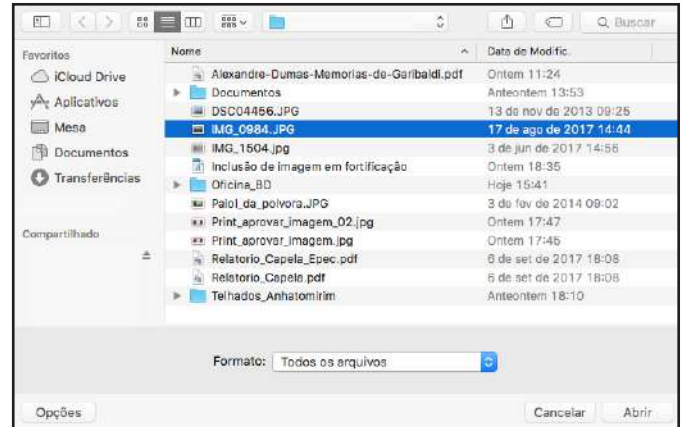 Buscar
Favoritos
iCloud Drive
Aplicativos
Mesa
Documentos
Transferências
Compartilhado
Nome Data de Modific.
Alexandre-Dumas-Memorias-de-Garibaldi.pdf Ontem 11:24
Documentos Anteontem 13:53
DSC04456.JPG 13 de nov de 2013 09:25
IMG_0984.JPG 17 de ago de 2017 14:44
IMG_1504.jpg 3 de jun de 2017 14:56
Inclusão de imagem em fortificação Ontem 18:35
Oficina_BD Hoje 15:41
Paiol_da_polvora.JPG 3 de fev de 2014 09:02
Print_aprovar_imagem_02.jpg Ontem 17:47
Print_aprovar_imagem.jpg Ontem 17:45
Relatorio_Capela_Epec.pdf 6 de set de 2017 18:08
Relatorio_Capela.pdf 6 de set de 2017 18:08
Telhados_Anhatomirim Anteontem 18:10
Formato: Todos os arquivos
Opções Cancelar Abrir